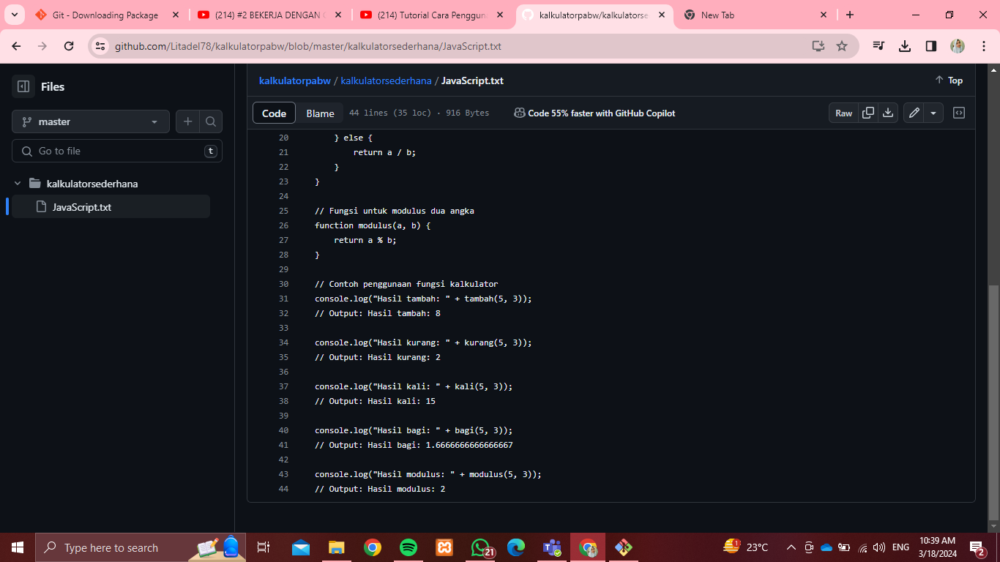 Git - Downloading Package
(214) #2 BEKERJA DENGAN
(214) Tutorial Cara Penggun
kalkulatorpabw/kalkulatorse
New Tab
github.com/Litadel78/kalkulatorpabw/blob/master/kalkulatorsederhana/JavaScript.txt
Files
master
Go to file
t
kalkulatorsederhana
JavaScript.txt
kalkulatorpabw / kalkulatorsederhana / JavaScript.txt
Top
Code
Blame
44 lines (35 loc) · 916 Bytes
Code 55% faster with GitHub Copilot
Raw
20 } else {
21 return a / b;
22 }
23 }
24
25 // Fungsi untuk modulus dua angka
26 function modulus(a, b) {
27 return a % b;
28 }
29
30 // Contoh penggunaan fungsi kalkulator
31 console.log("Hasil tambah: " + tambah(5, 3));
32 // Output: Hasil tambah: 8
33
34 console.log("Hasil kurang: " + kurang(5, 3));
35 // Output: Hasil kurang: 2
36
37 console.log("Hasil kali: " + kali(5, 3));
38 // Output: Hasil kali: 15
39
40 console.log("Hasil bagi: " + bagi(5, 3));
41 // Output: Hasil bagi: 1.6666666666666667
42
43 console.log("Hasil modulus: " + modulus(5, 3));
44 // Output: Hasil modulus: 2
Type here to search
21
1
23°C
ENG
10:39 AM
3/18/2024
2